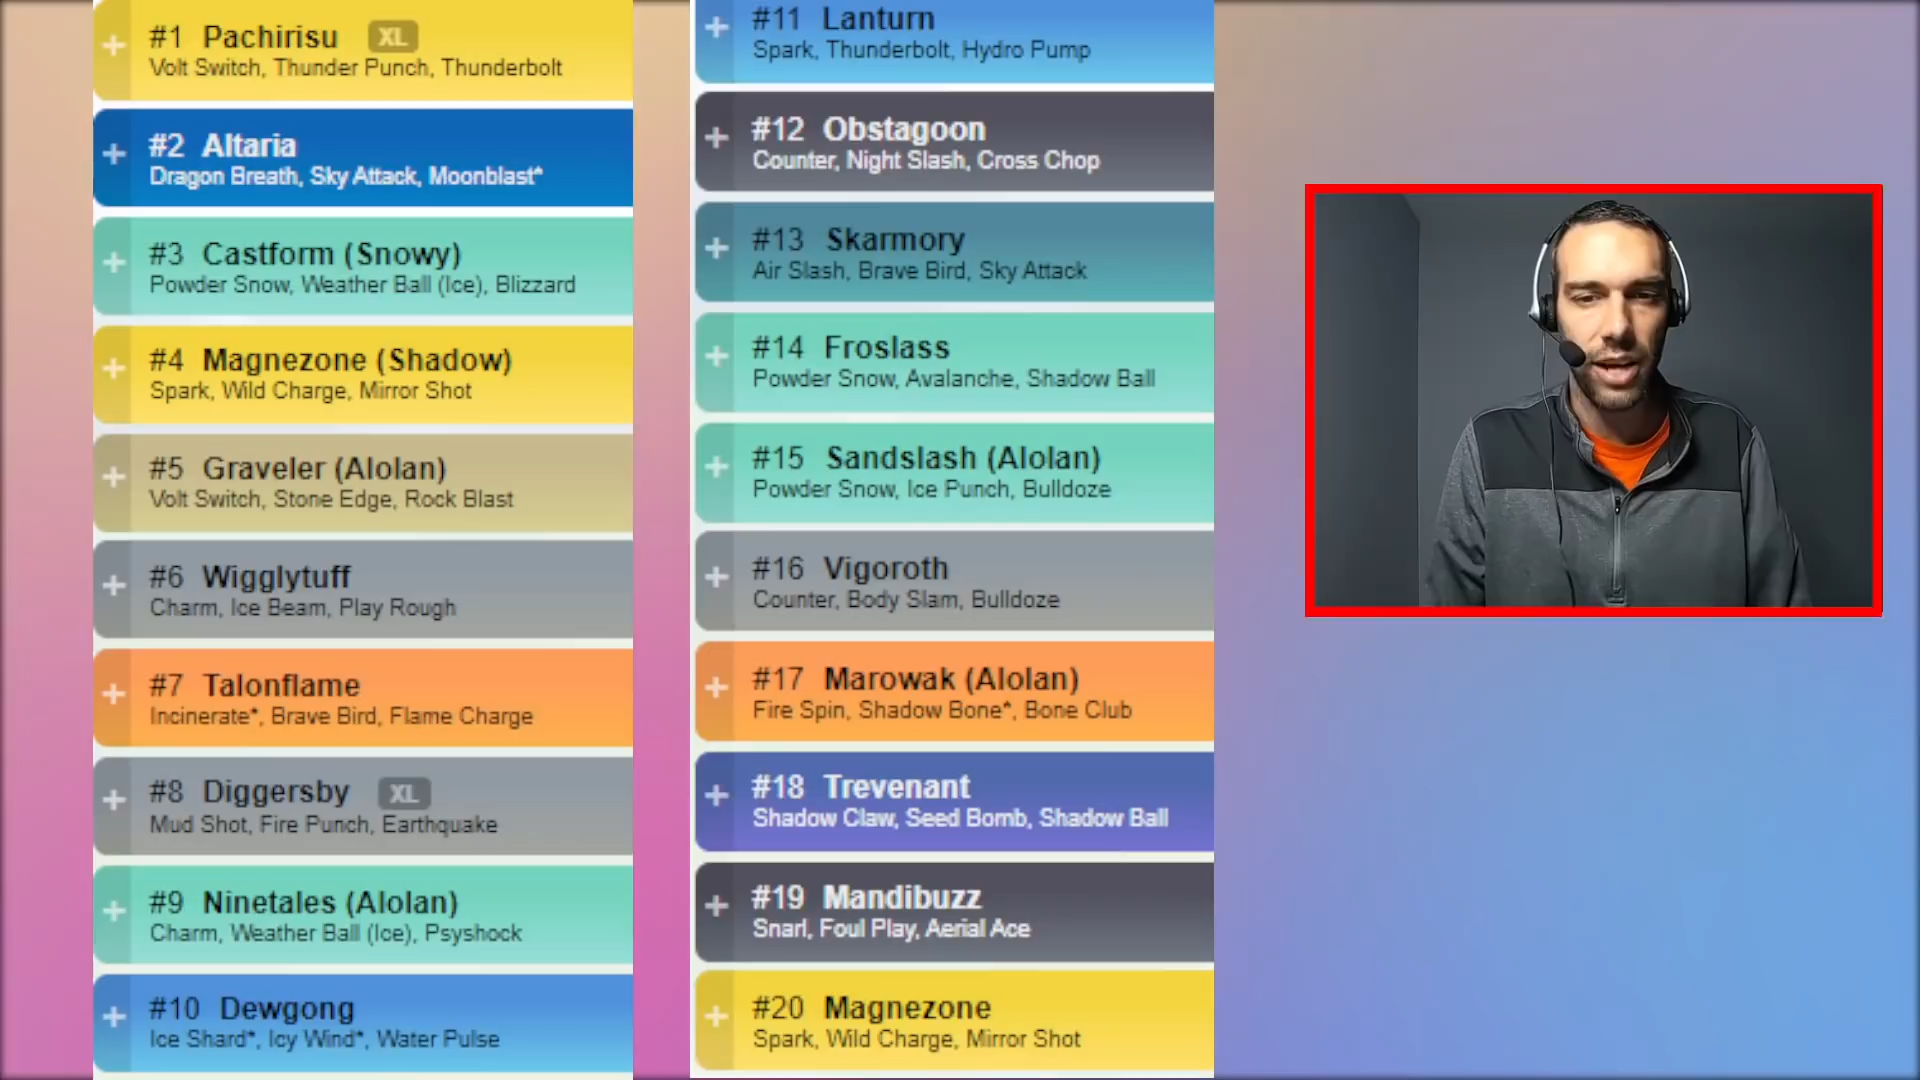 #1 Pachirisu XL
Volt Switch, Thunder Punch, Thunderbolt
#2 Altaria
Dragon Breath, Sky Attack, Moonblast*
#3 Castform (Snowy)
Powder Snow, Weather Ball (Ice), Blizzard
#4 Magnezone (Shadow)
Spark, Wild Charge, Mirror Shot
#5 Graveler (Alolan)
Volt Switch, Stone Edge, Rock Blast
#6 Wigglytuff
Charm, Ice Beam, Play Rough
#7 Talonflame
Incinerate*, Brave Bird, Flame Charge
#8 Diggersby XL
Mud Shot, Fire Punch, Earthquake
#9 Ninetales (Alolan)
Charm, Weather Ball (Ice), Psyshock
#10 Dewgong
Ice Shard*, Icy Wind*, Water Pulse
#11 Lanturn
Spark, Thunderbolt, Hydro Pump
#12 Obstagoon
Counter, Night Slash, Cross Chop
#13 Skarmory
Air Slash, Brave Bird, Sky Attack
#14 Froslass
Powder Snow, Avalanche, Shadow Ball
#15 Sandslash (Alolan)
Powder Snow, Ice Punch, Bulldoze
#16 Vigoroth
Counter, Body Slam, Bulldoze
#17 Marowak (Alolan)
Fire Spin, Shadow Bone*, Bone Club
#18 Trevenant
Shadow Claw, Seed Bomb, Shadow Ball
#19 Mandibuzz
Snarl, Foul Play, Aerial Ace
#20 Magnezone
Spark, Wild Charge, Mirror Shot